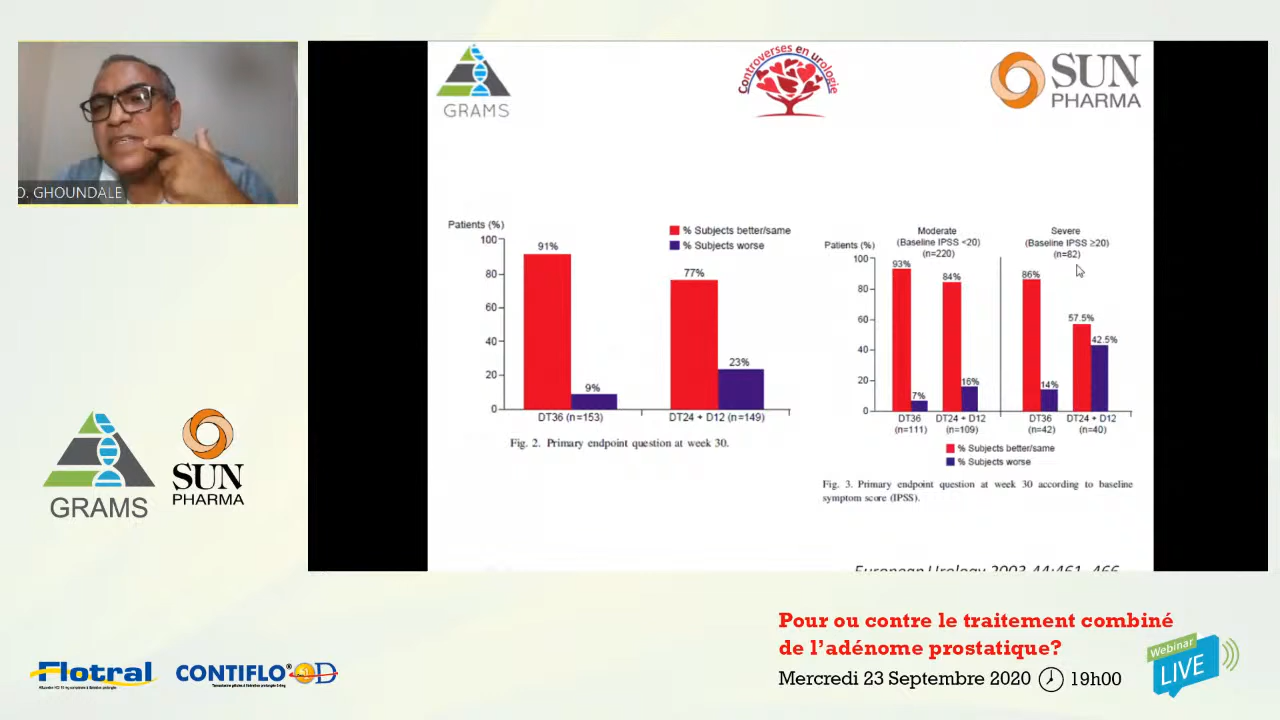 O. GHOUNDALE
GRAMS
Controverses en urologie
SUN
PHARMA
Patients (%)
% Subjects better/same
% Subjects worse
100
80
60
40
20
0
91%
9%
77%
23%
DT36 (n=153)
DT24 + D12 (n=149)
Fig. 2. Primary endpoint question at week 30.
Patients (%)
Moderate
(Baseline IPSS <20)
(n=220)
Severe
(Baseline IPSS ≥20)
(n=82)
100
80
60
40
20
0
93%
7%
84%
16%
86%
14%
57.5%
42.5%
DT36
(n=111)
DT24 + D12
(n=109)
DT36
(n=42)
DT24 + D12
(n=40)
% Subjects better/same
% Subjects worse
Fig. 3. Primary endpoint question at week 30 according to baseline
symptom score (IPSS).
European Urology 2003 44:461–466
GRAMS
SUN
PHARMA
Flotral
CONTIFLO® OD
Pour ou contre le traitement combiné
de l'adénome prostatique?
Mercredi 23 Septembre 2020 19h00
Webinar
LIVE